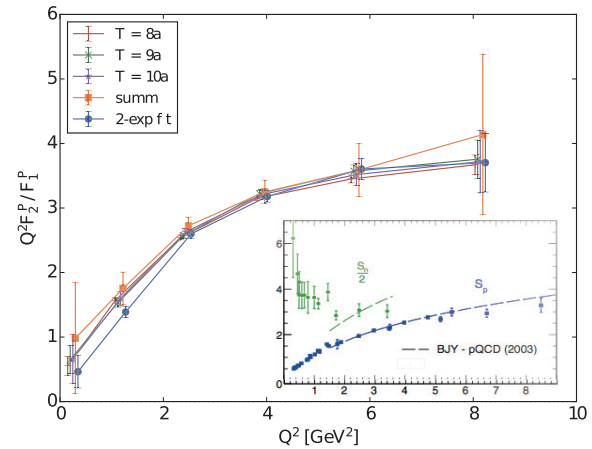 6
5
4
3
2
1
0
Q²F₂ᴾ/F₁ᴾ
T = 8a
T = 9a
T = 10a
summ
2-exp f t
6
4
2
0
S_n
2
S_p
BJY - pQCD (2003)
1 2 3 4 5 6 7 8
0 2 4 6 8 10
Q² [GeV²]